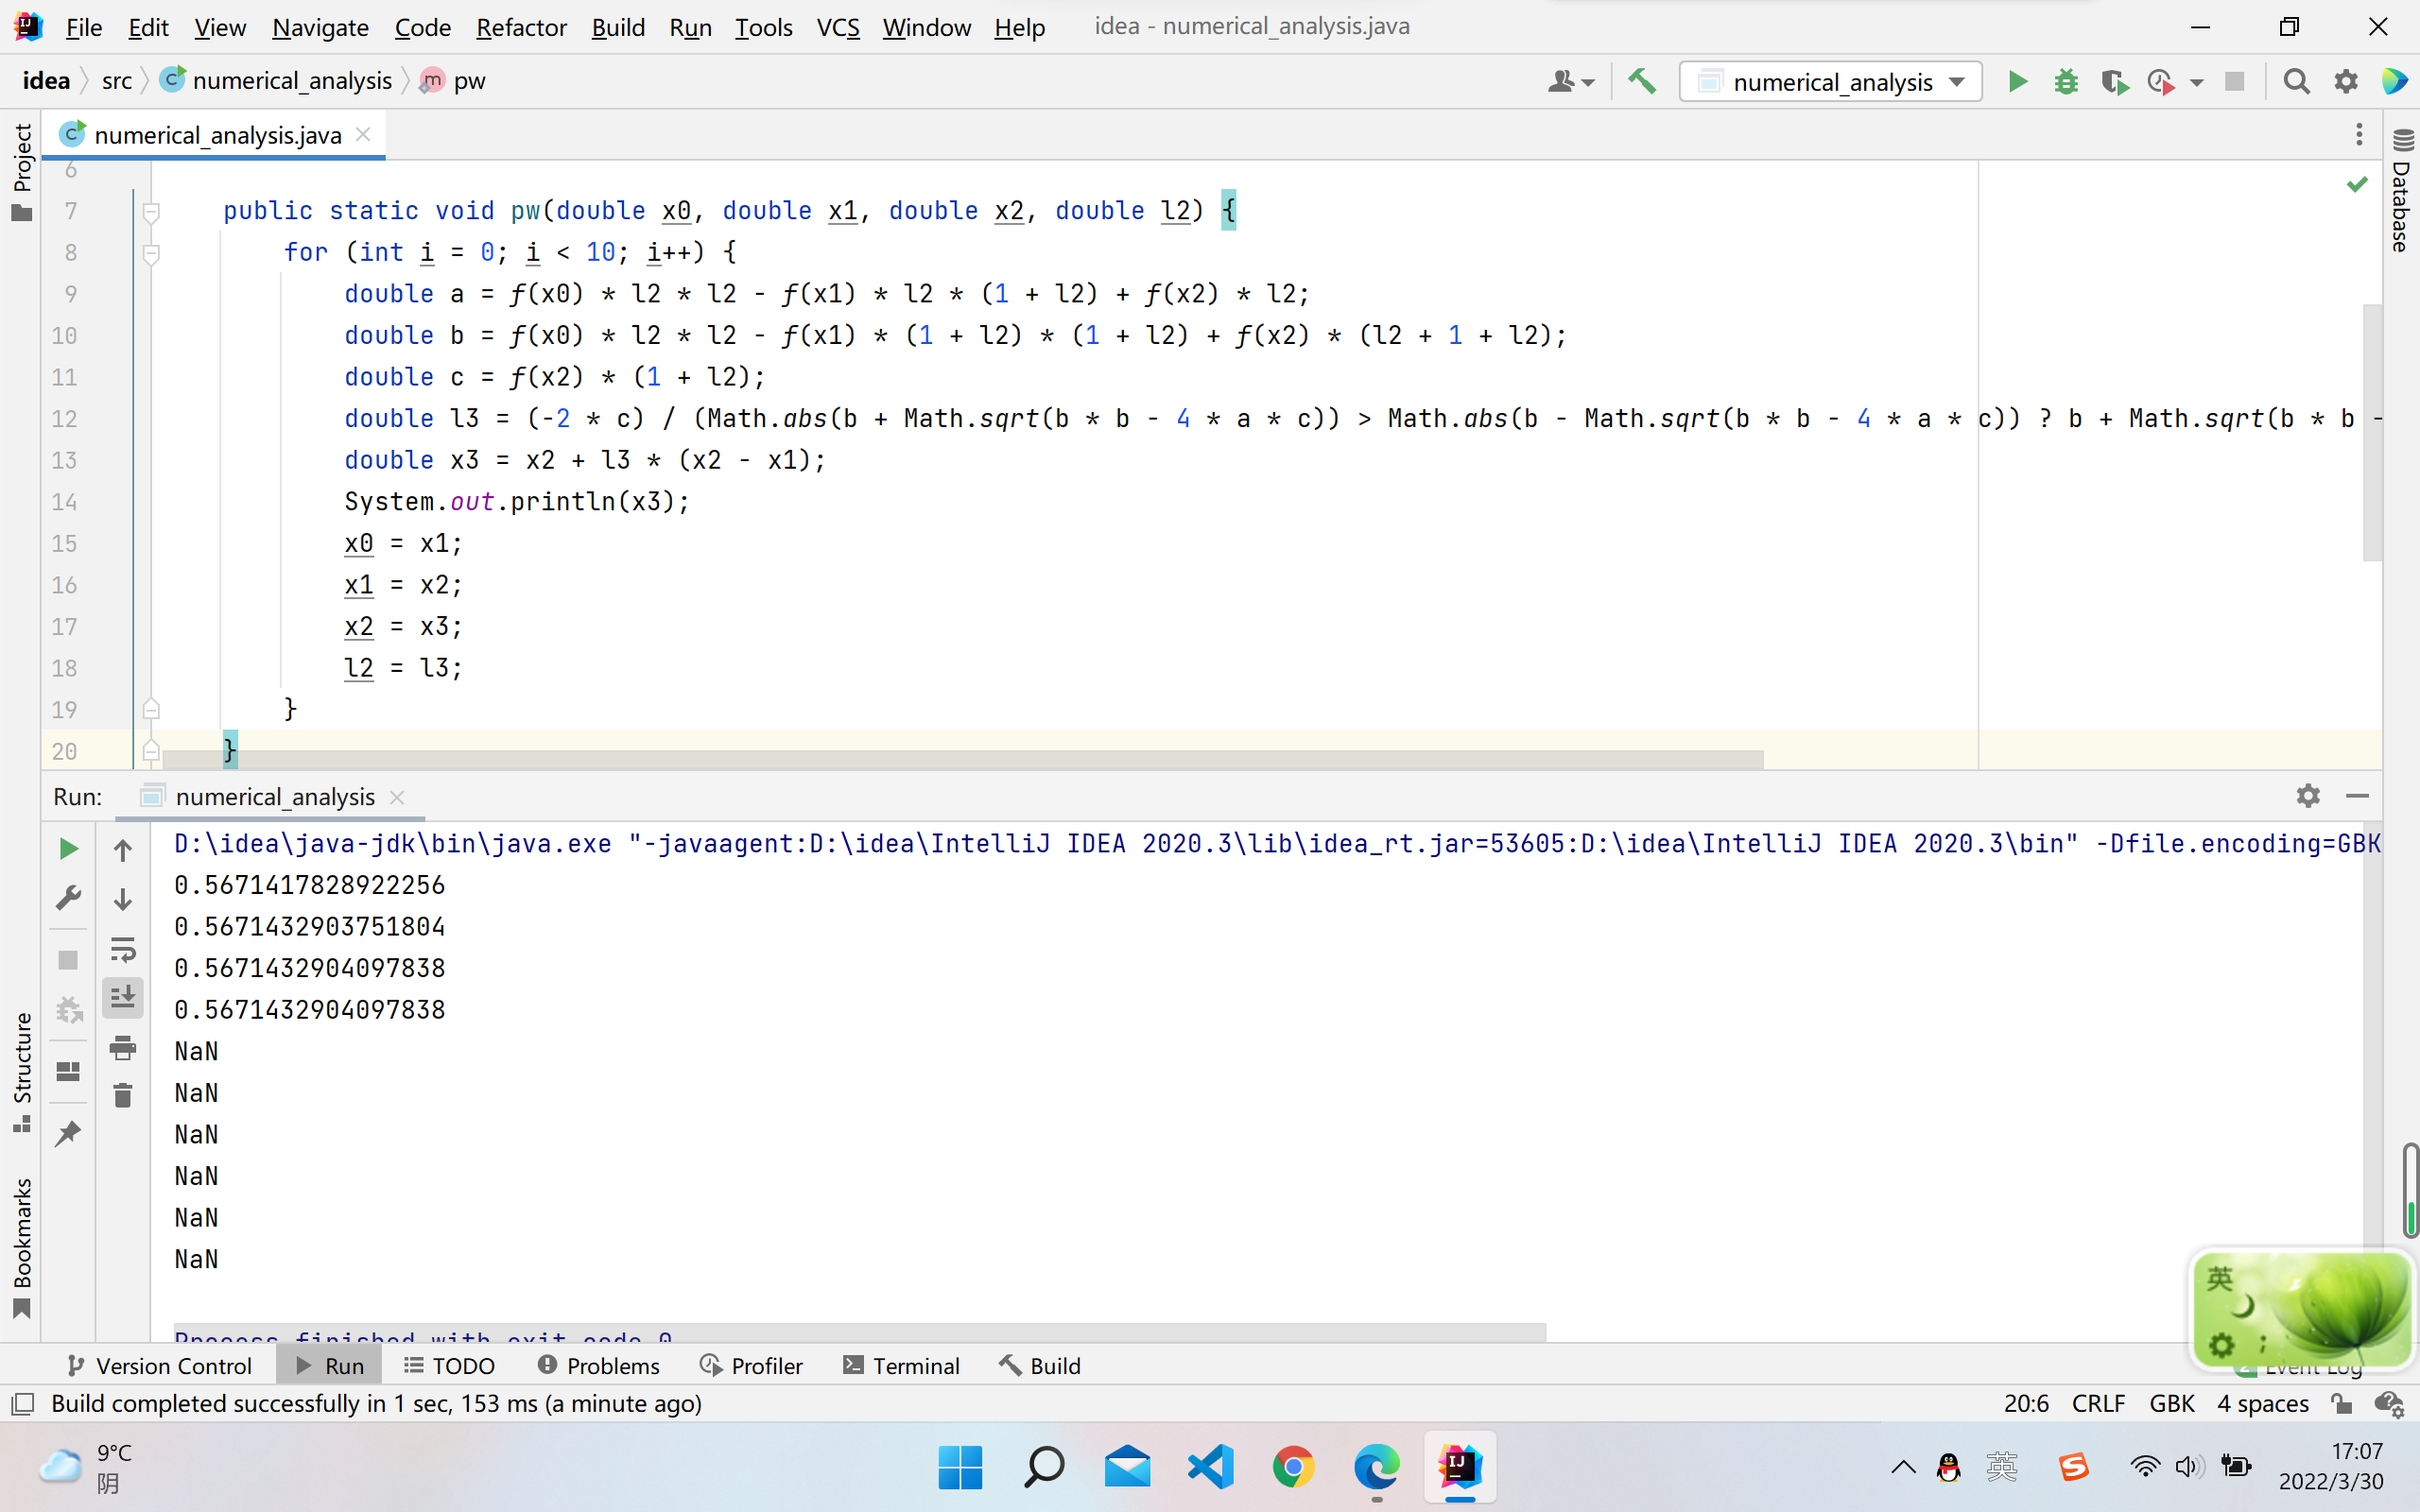 File Edit View Navigate Code Refactor Build Run Tools VCS Window Help idea - numerical_analysis.java
idea src numerical_analysis m pw numerical_analysis
numerical_analysis.java
Project
Database
6
7 public static void pw(double x0, double x1, double x2, double l2) {
8 for (int i = 0; i < 10; i++) {
9 double a = f(x0) * l2 * l2 - f(x1) * l2 * (1 + l2) + f(x2) * l2;
10 double b = f(x0) * l2 * l2 - f(x1) * (1 + l2) * (1 + l2) + f(x2) * (l2 + 1 + l2);
11 double c = f(x2) * (1 + l2);
12 double l3 = (-2 * c) / (Math.abs(b + Math.sqrt(b * b - 4 * a * c)) > Math.abs(b - Math.sqrt(b * b - 4 * a * c)) ? b + Math.sqrt(b * b -
13 double x3 = x2 + l3 * (x2 - x1);
14 System.out.println(x3);
15 x0 = x1;
16 x1 = x2;
17 x2 = x3;
18 l2 = l3;
19 }
20 }
Run: numerical_analysis
D:\idea\java-jdk\bin\java.exe "-javaagent:D:\idea\IntelliJ IDEA 2020.3\lib\idea_rt.jar=53605:D:\idea\IntelliJ IDEA 2020.3\bin" -Dfile.encoding=GBK
0.5671417828922256
0.5671432903751804
0.5671432904097838
0.5671432904097838
NaN
NaN
NaN
NaN
NaN
NaN
Process finished with exit code 0
Structure
Bookmarks
英
;
Version Control Run TODO Problems Profiler Terminal Build 2 Event Log
Build completed successfully in 1 sec, 153 ms (a minute ago) 20:6 CRLF GBK 4 spaces
9°C
阴
英
17:07
2022/3/30